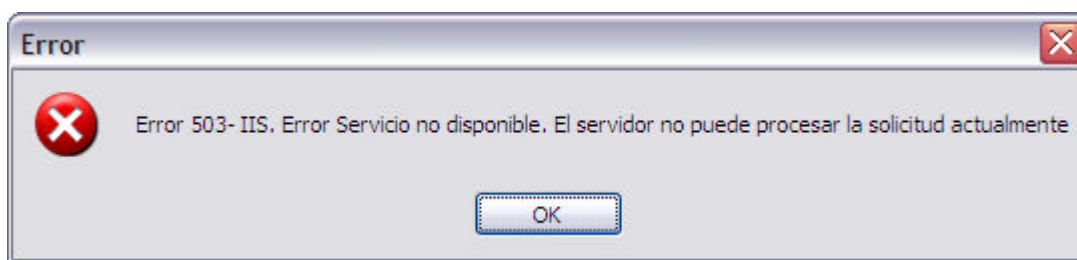 Error
Error 503- IIS. Error Servicio no disponible. El servidor no puede procesar la solicitud actualmente
OK